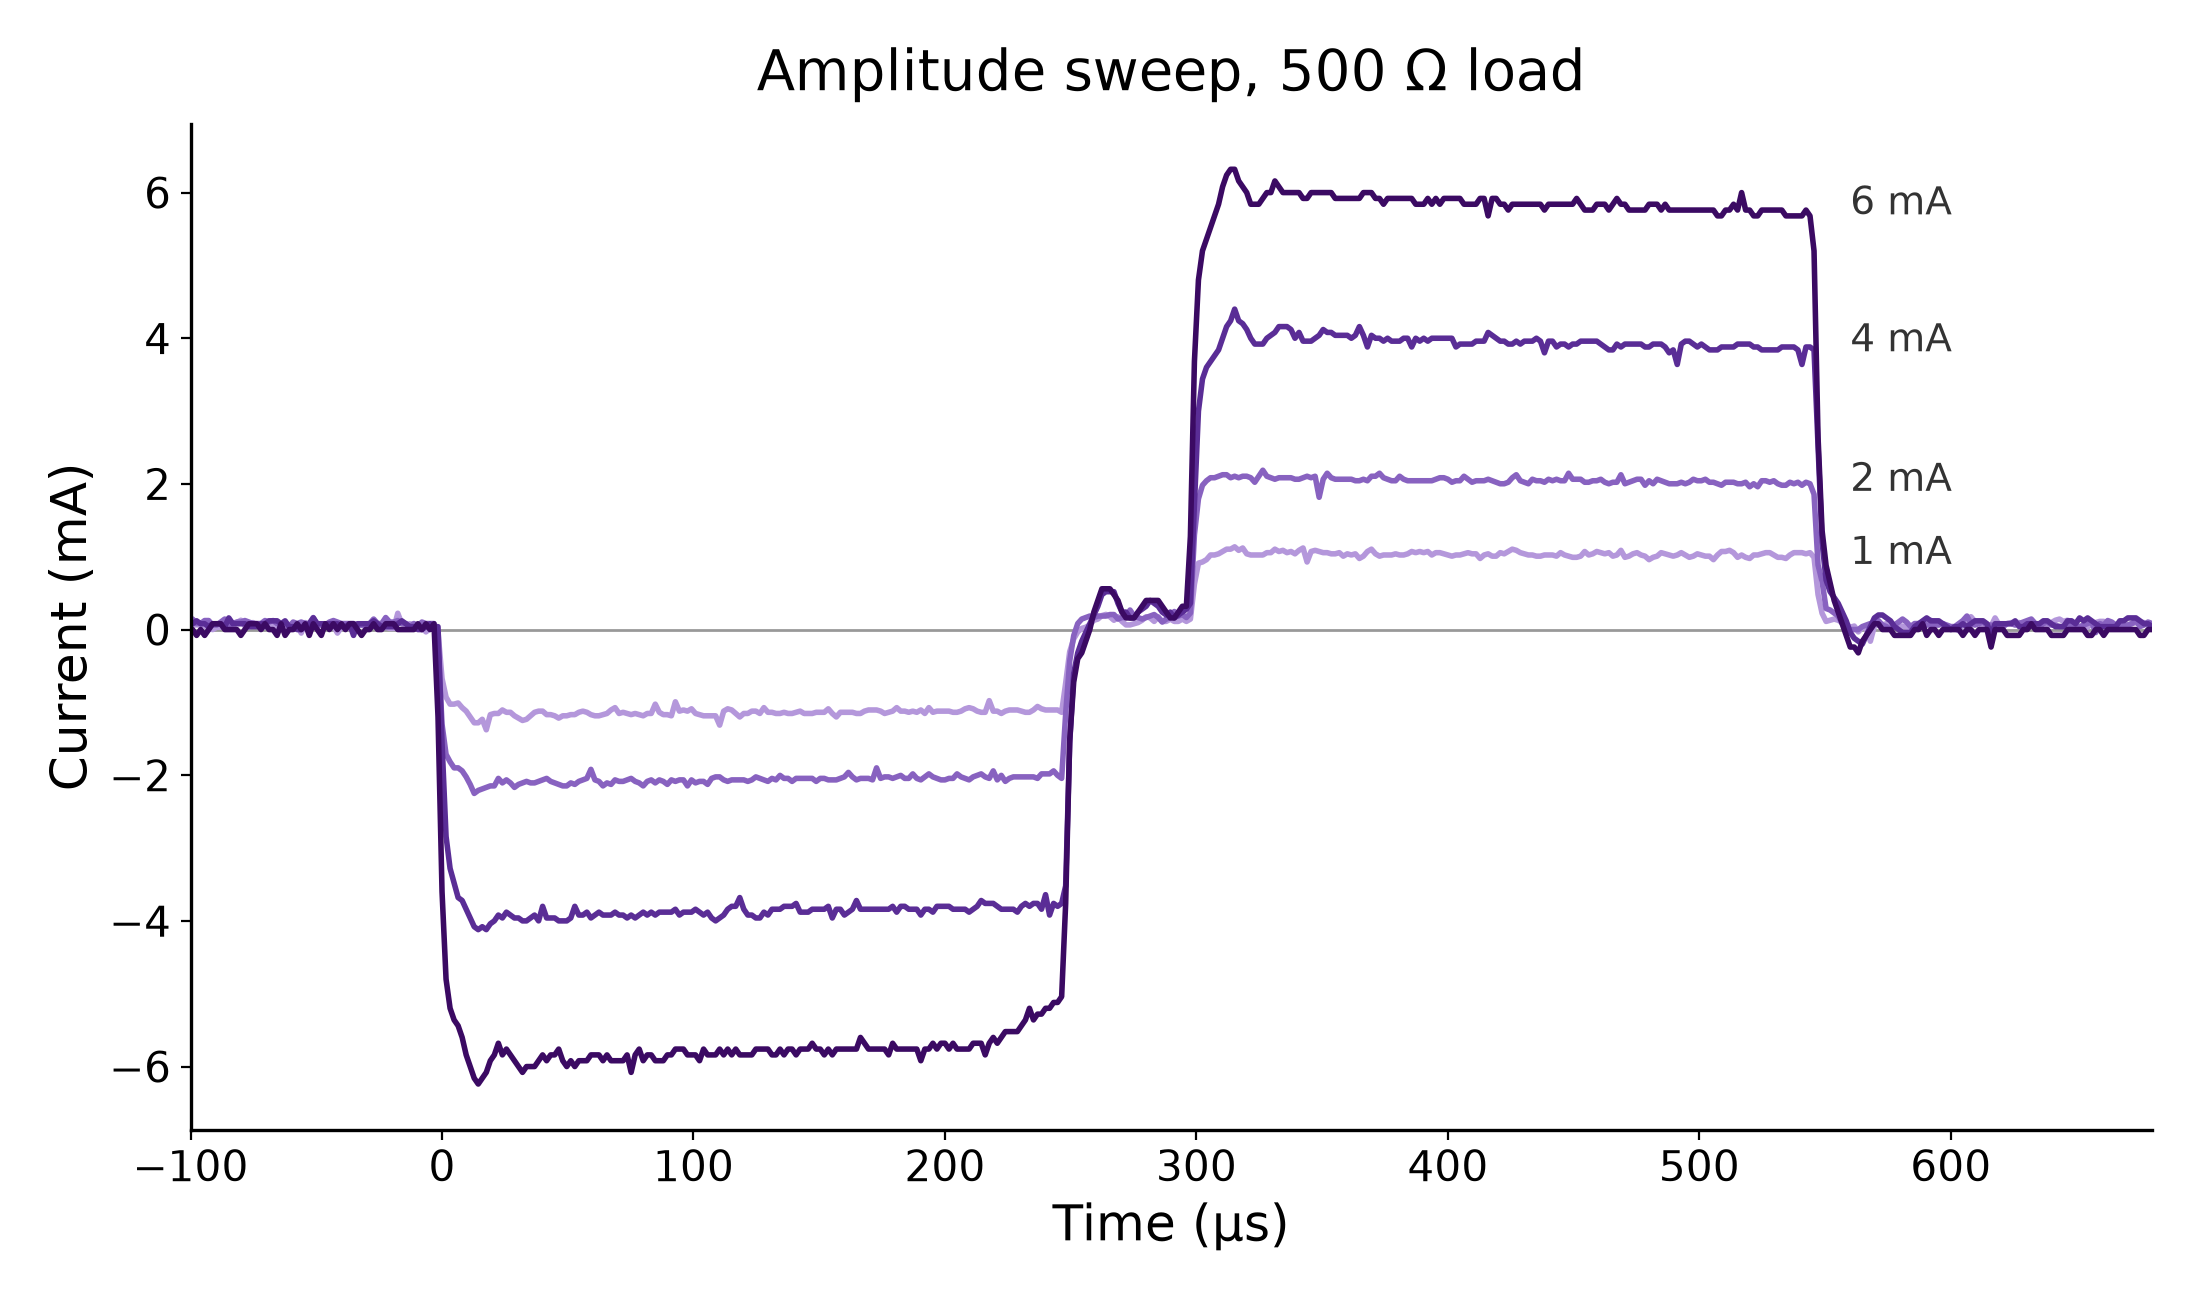 Amplitude sweep, 500 Ω load
Current (mA)
6
4
2
0
−2
−4
−6
6 mA
4 mA
2 mA
1 mA
−100 0 100 200 300 400 500 600
Time (µs)